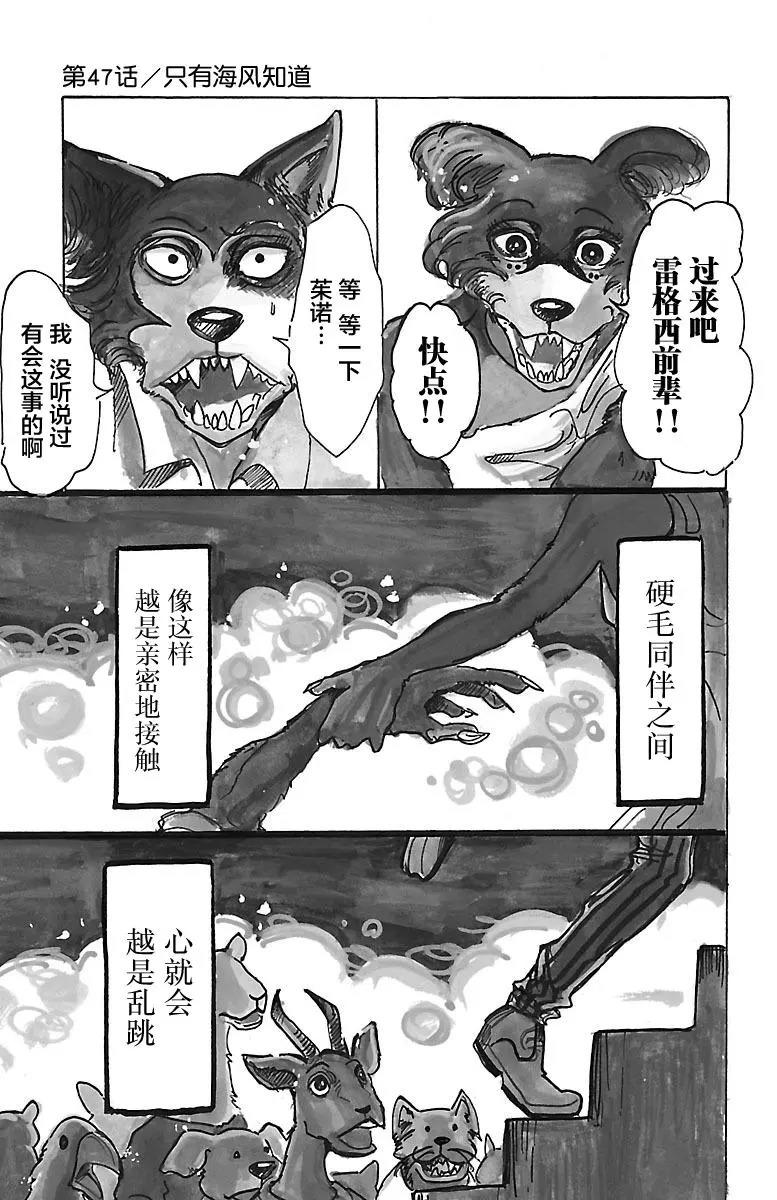 第47话／只有海风知道
过来吧
雷格西前辈!!
快点!!
等 等一下
茱诺…
我 没听说过
有会这事的啊
硬毛同伴之间
像这样
越是亲密地接触
心就会
越是乱跳